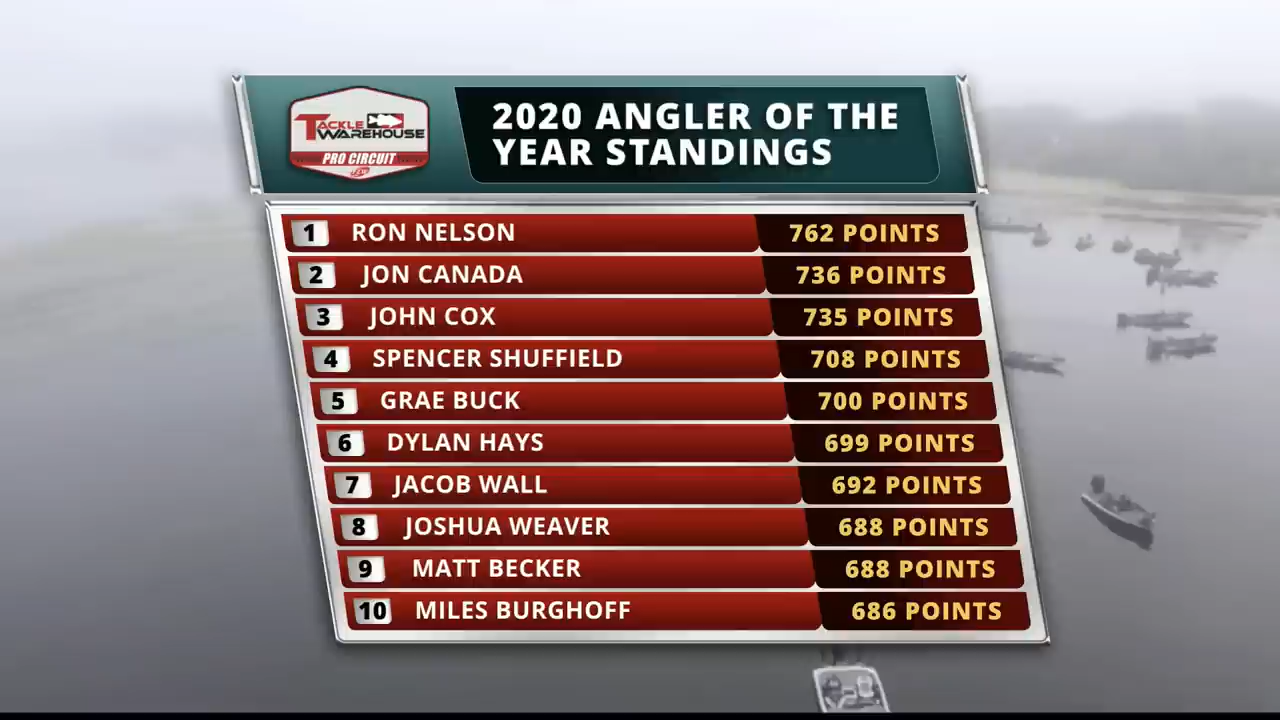 TACKLE
WAREHOUSE
PRO CIRCUIT
2020 ANGLER OF THE
YEAR STANDINGS
1 RON NELSON 762 POINTS
2 JON CANADA 736 POINTS
3 JOHN COX 735 POINTS
4 SPENCER SHUFFIELD 708 POINTS
5 GRAE BUCK 700 POINTS
6 DYLAN HAYS 699 POINTS
7 JACOB WALL 692 POINTS
8 JOSHUA WEAVER 688 POINTS
9 MATT BECKER 688 POINTS
10 MILES BURGHOFF 686 POINTS